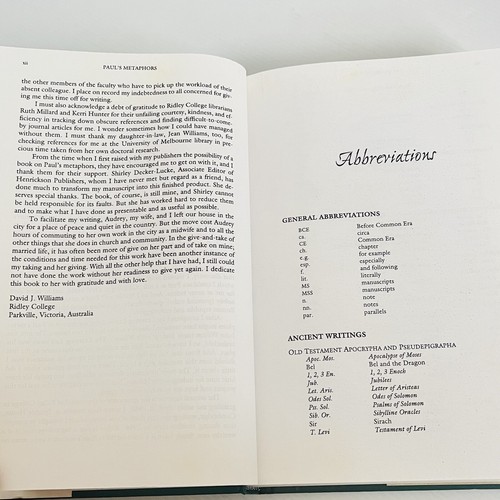 xii
PAUL'S METAPHORS
the other members of the faculty who have to pick up the workload of their
absent colleague. I place on record my indebtedness to all concerned for giv-
ing me this time off for writing.
I must also acknowledge a debt of gratitude to Ridley College librarians
Ruth Millard and Kerri Hunter for their unfailing courtesy, kindness, and ef-
ficiency in tracking down obscure references and finding difficult-to-come-
by journal articles for me. I wonder sometimes how I could have managed
without them. I must thank my daughter-in-law, Jean Williams, too, for
checking references for me at the University of Melbourne library in pre-
cious time taken from her own doctoral research.
From the time when I first raised with my publishers the possibility of a
book on Paul's metaphors, they have encouraged me to get on with it, and I
thank them for their support. Shirley Decker-Lucke, Associate Editor of
Henrickson Publishers, whom I have never met but regard as a friend, has
done much to transform my manuscript into this finished product. She de-
serves special thanks. The book, of course, is still mine, and Shirley cannot
be held responsible for its faults. But she has worked hard to reduce them
and to make what I have done as presentable and as useful as possible.
To facilitate my writing, Audrey, my wife, and I left our house in the
city for a place of peace and quiet in the country. But the move cost Audrey
hours of commuting to her own work in the city as a midwife and to all the
other things that she does in church and community. In the give-and-take of
married life, it has often been more of give on her part and of take on mine;
the conditions and time needed for this work have been another instance of
my taking and her giving. With all the other help that I have had, I still could
not have done the work without her readiness to give yet again. I dedicate
this book to her with gratitude and with love.
David J. Williams
Ridley College
Parkville, Victoria, Australia
Abbreviations
GENERAL ABBREVIATIONS
BCE Before Common Era
ca. circa
CE Common Era
ch. chapter
e.g. for example
esp. especially
f. and following
lit. literally
MS manuscripts
MSS manuscripts
n. note
nn. notes
par. parallels
ANCIENT WRITINGS
OLD TESTAMENT APOCRYPHA AND PSEUDEPIGRAPHA
Apoc. Mos. Apocalypse of Moses
Bel Bel and the Dragon
1, 2, 3 En. 1, 2, 3 Enoch
Jub. Jubilees
Let. Aris. Letter of Aristeas
Odes Sol. Odes of Solomon
Pss. Sol. Psalms of Solomon
Sib. Or. Sibylline Oracles
Sir Sirach
T. Levi Testament of Levi